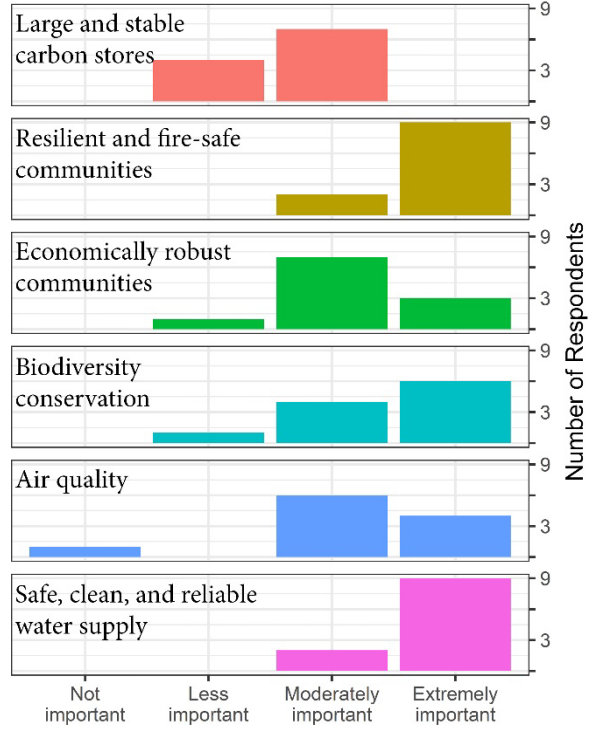 Large and stable
carbon stores
9
3
Resilient and fire-safe
communities
9
3
Economically robust
communities
9
3
Biodiversity
conservation
9
3
Air quality
9
3
Safe, clean, and reliable
water supply
9
3
Number of Respondents
Not
important
Less
important
Moderately
important
Extremely
important